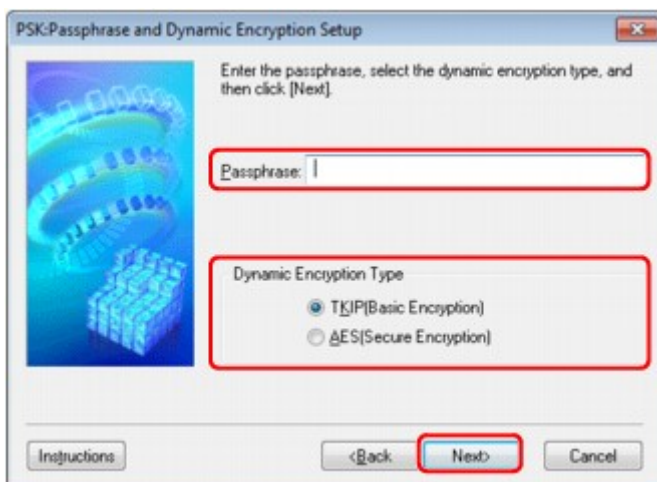 PSK:Passphrase and Dynamic Encryption Setup
Enter the passphrase, select the dynamic encryption type, and
then click [Next].
Passphrase:
Dynamic Encryption Type
TKIP(Basic Encryption)
AES(Secure Encryption)
Instructions
<Back
Next>
Cancel